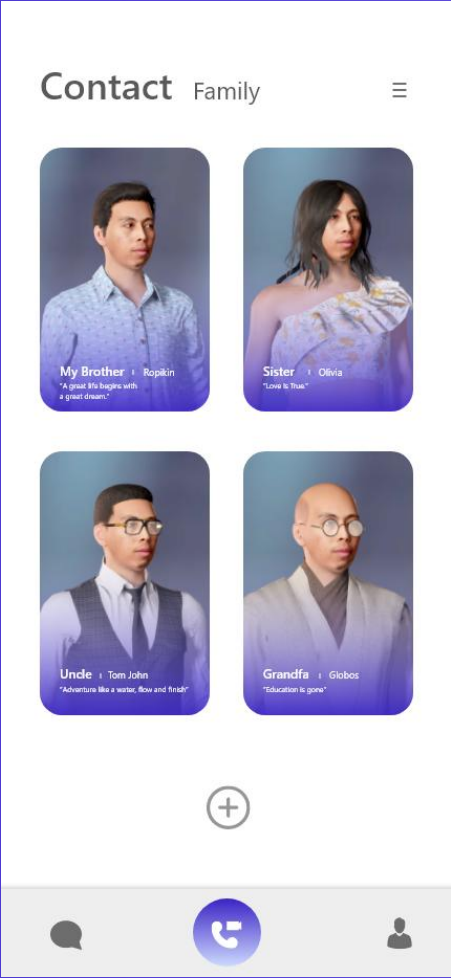 Contact Family
My Brother | Ropikin
"A great life begins with
a great dream."
Sister | Olivia
"Love Is True."
Uncle | Tom John
"Adventure like a water, flow and finish"
Grandfa | Globos
"Education is gone"